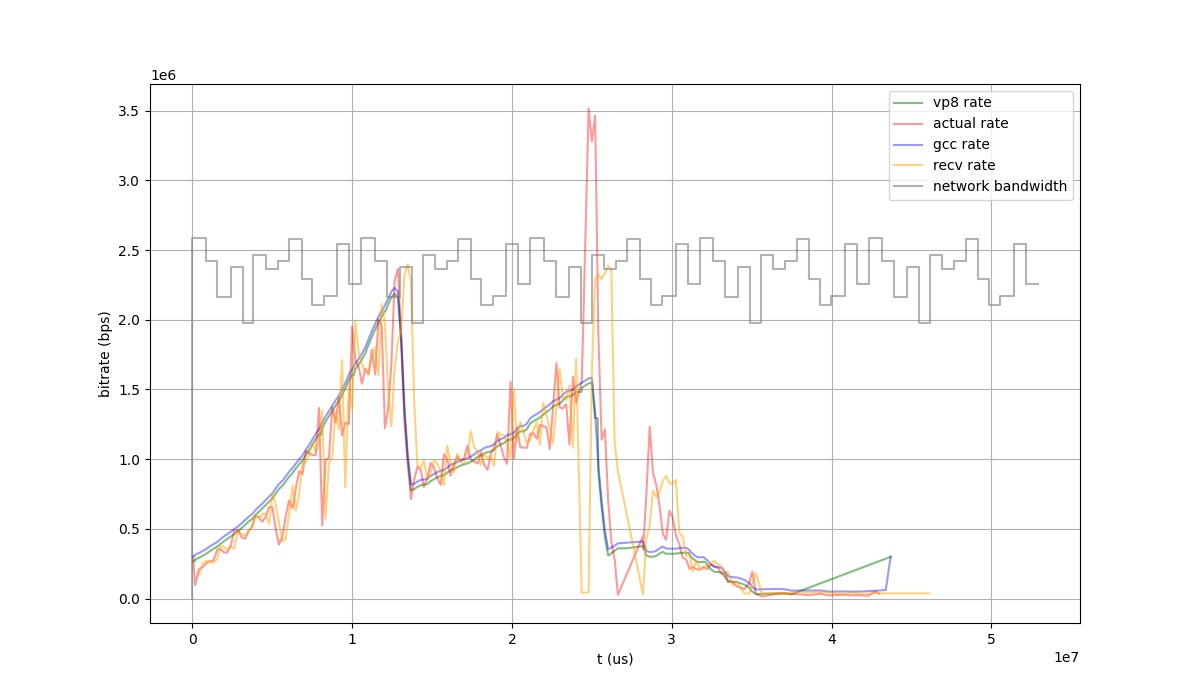 1e6
3.5
3.0
2.5
2.0
1.5
1.0
0.5
0.0
bitrate (bps)
vp8 rate
actual rate
gcc rate
recv rate
network bandwidth
0 1 2 3 4 5
t (us)
1e7